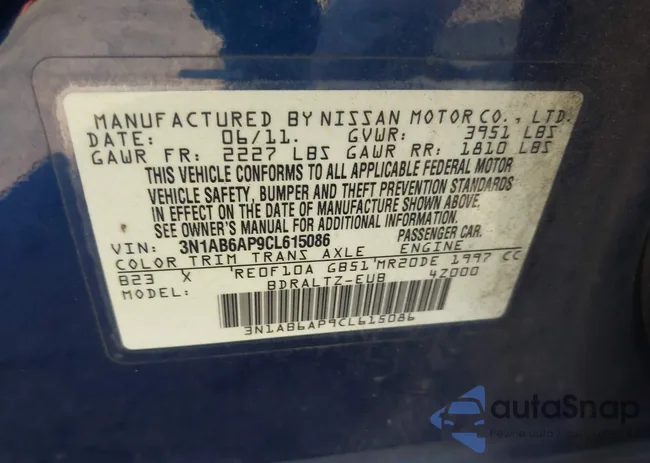 MANUFACTURED BY NISSAN MOTOR CO., LTD.
DATE: 06/11. GVWR: 3951 LBS
GAWR FR: 2227 LBS GAWR RR: 1810 LBS
THIS VEHICLE CONFORMS TO ALL APPLICABLE FEDERAL MOTOR
VEHICLE SAFETY, BUMPER AND THEFT PREVENTION STANDARDS
IN EFFECT ON THE DATE OF MANUFACTURE SHOWN ABOVE.
SEE OWNER'S MANUAL FOR ADDITIONAL INFORMATION.
VIN: 3N1AB6AP9CL615086 PASSENGER CAR.
COLOR TRIM TRANS AXLE ENGINE
B23 X 'RE0F10A GB51'MR20DE 1997 CC
MODEL: BDRALTZ-EUB 4Z000
3N1AB6AP9CL615086
autoSnap